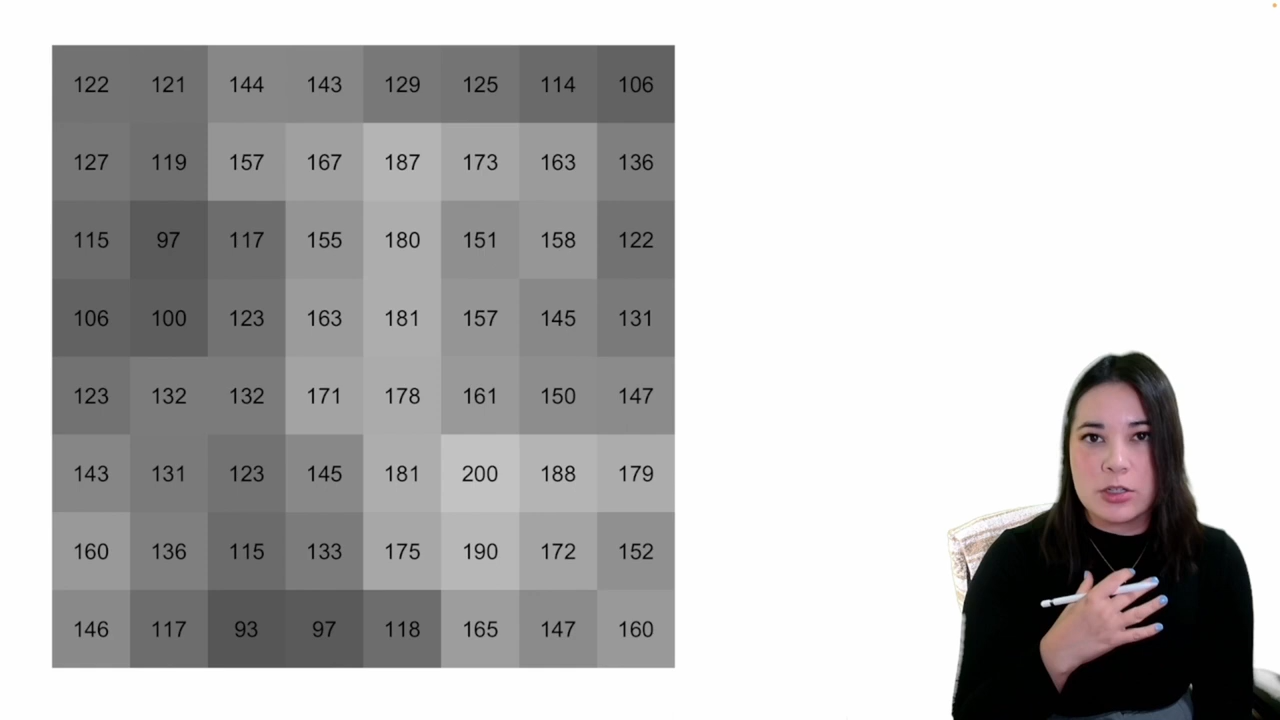 122 121 144 143 129 125 114 106
127 119 157 167 187 173 163 136
115 97 117 155 180 151 158 122
106 100 123 163 181 157 145 131
123 132 132 171 178 161 150 147
143 131 123 145 181 200 188 179
160 136 115 133 175 190 172 152
146 117 93 97 118 165 147 160